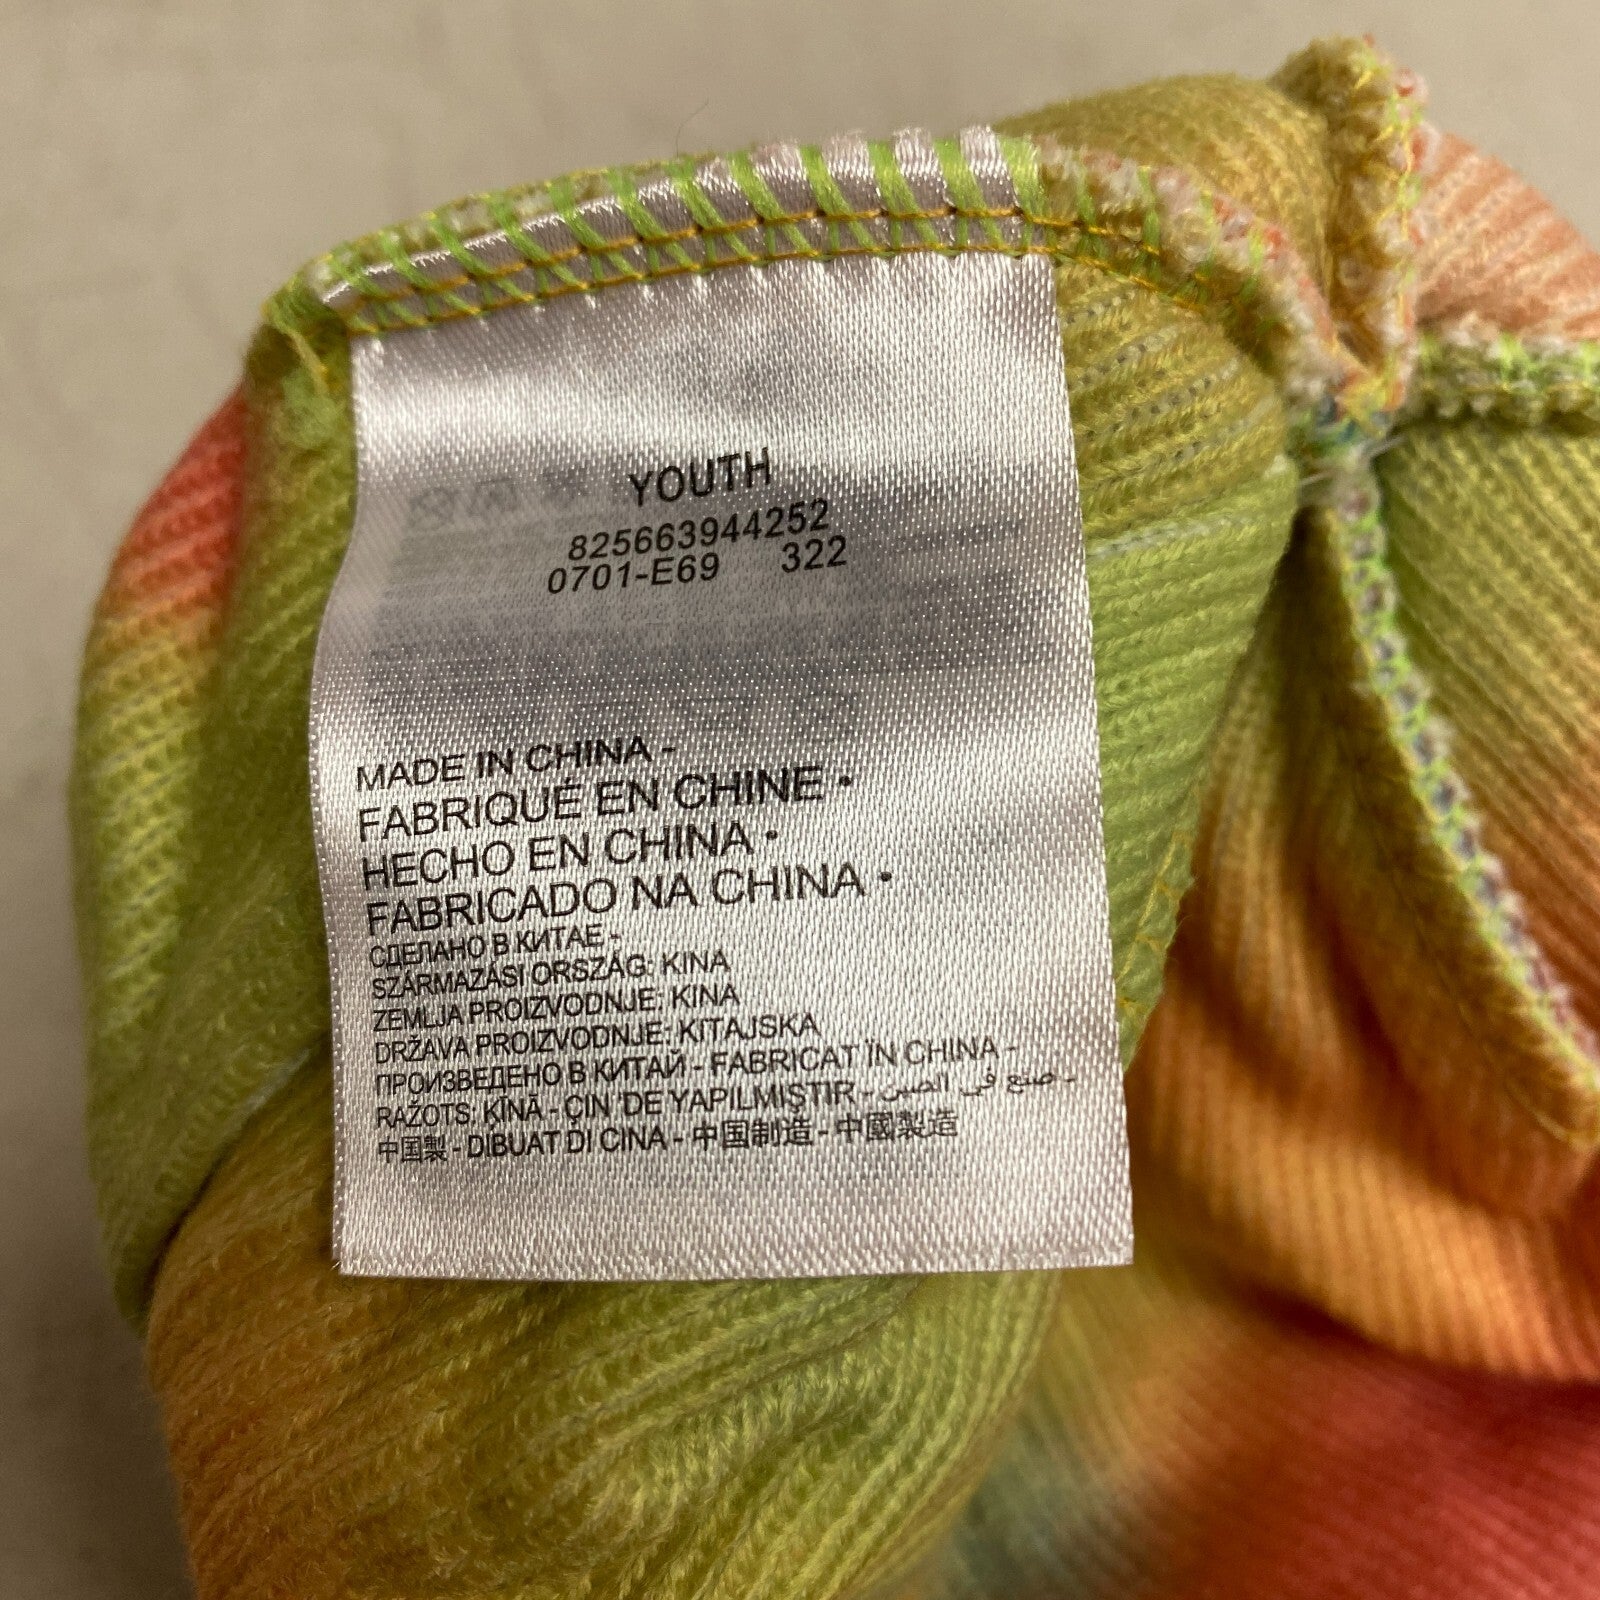 YOUTH
825663944252
0701-E69 322
MADE IN CHINA -
FABRIQUÉ EN CHINE •
HECHO EN CHINA •
FABRICADO NA CHINA •
СДЕЛАНО В КИТАЕ -
SZÁRMAZÁSI ORSZÁG: KINA
ZEMLJA PROIZVODNJE: KINA
DRŽAVA PROIZVODNJE: KITAJSKA
ПРОИЗВЕДЕНО В КИТАЙ - FABRICAT ÎN CHINA -
RAŽOTS: ĶĪNĀ - ÇIN 'DE YAPILMIŞTIR - صنع في الصين -
中国製 - DIBUAT DI CINA - 中国制造 - 中國製造